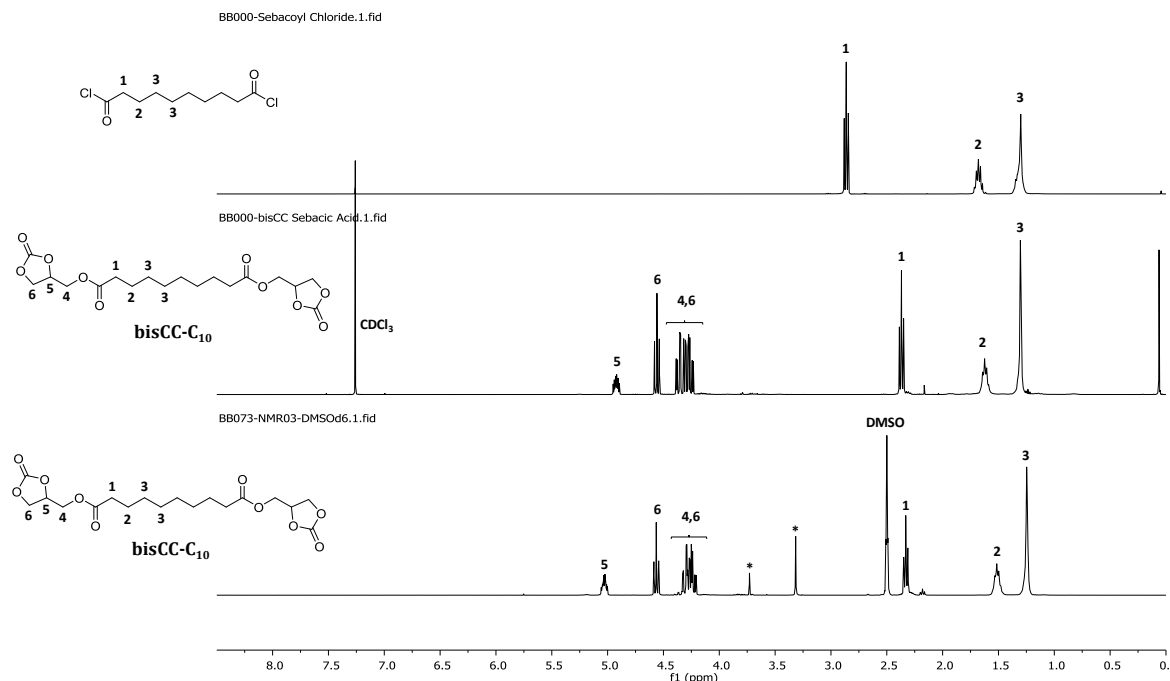 BB000-Sebacoyl Chloride.1.fid
1
3
Cl
O
2
3
O
Cl
1
2
3
BB000-bisCC Sebacic Acid.1.fid
O
O
O
6
5
4
O
1
3
O
2
3
O
O
O
O
O
bisCC-C10
CDCl3
5
6
4,6
1
2
3
BB073-NMR03-DMSOd6.1.fid
O
O
O
6
5
4
O
1
3
O
2
3
O
O
O
O
O
bisCC-C10
5
6
4,6
*
*
DMSO
1
2
3
8.0 7.5 7.0 6.5 6.0 5.5 5.0 4.5 4.0 3.5 3.0 2.5 2.0 1.5 1.0 0.5 0.
f1 (ppm)